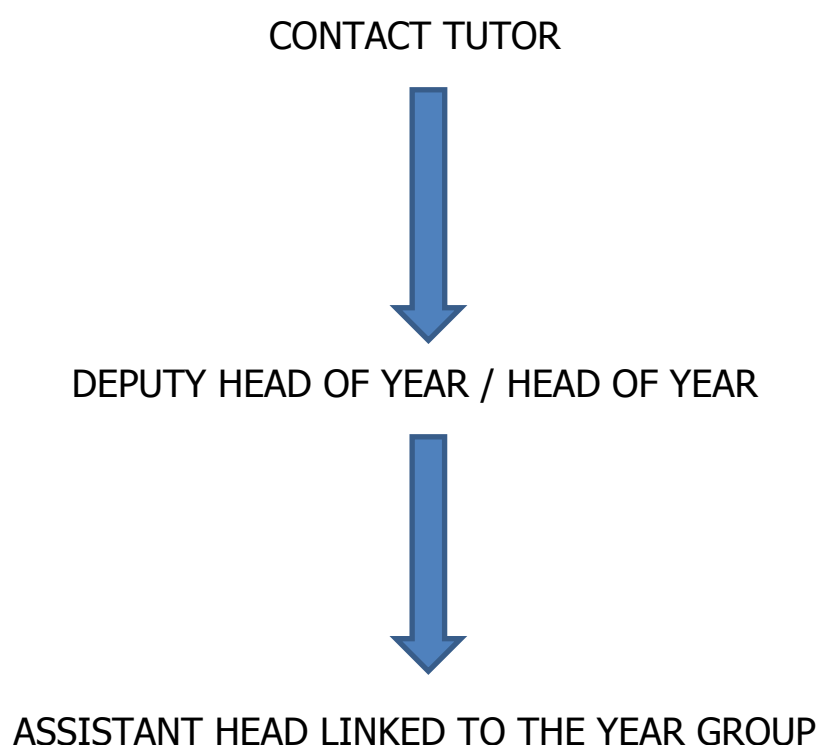 CONTACT TUTOR
DEPUTY HEAD OF YEAR / HEAD OF YEAR
ASSISTANT HEAD LINKED TO THE YEAR GROUP